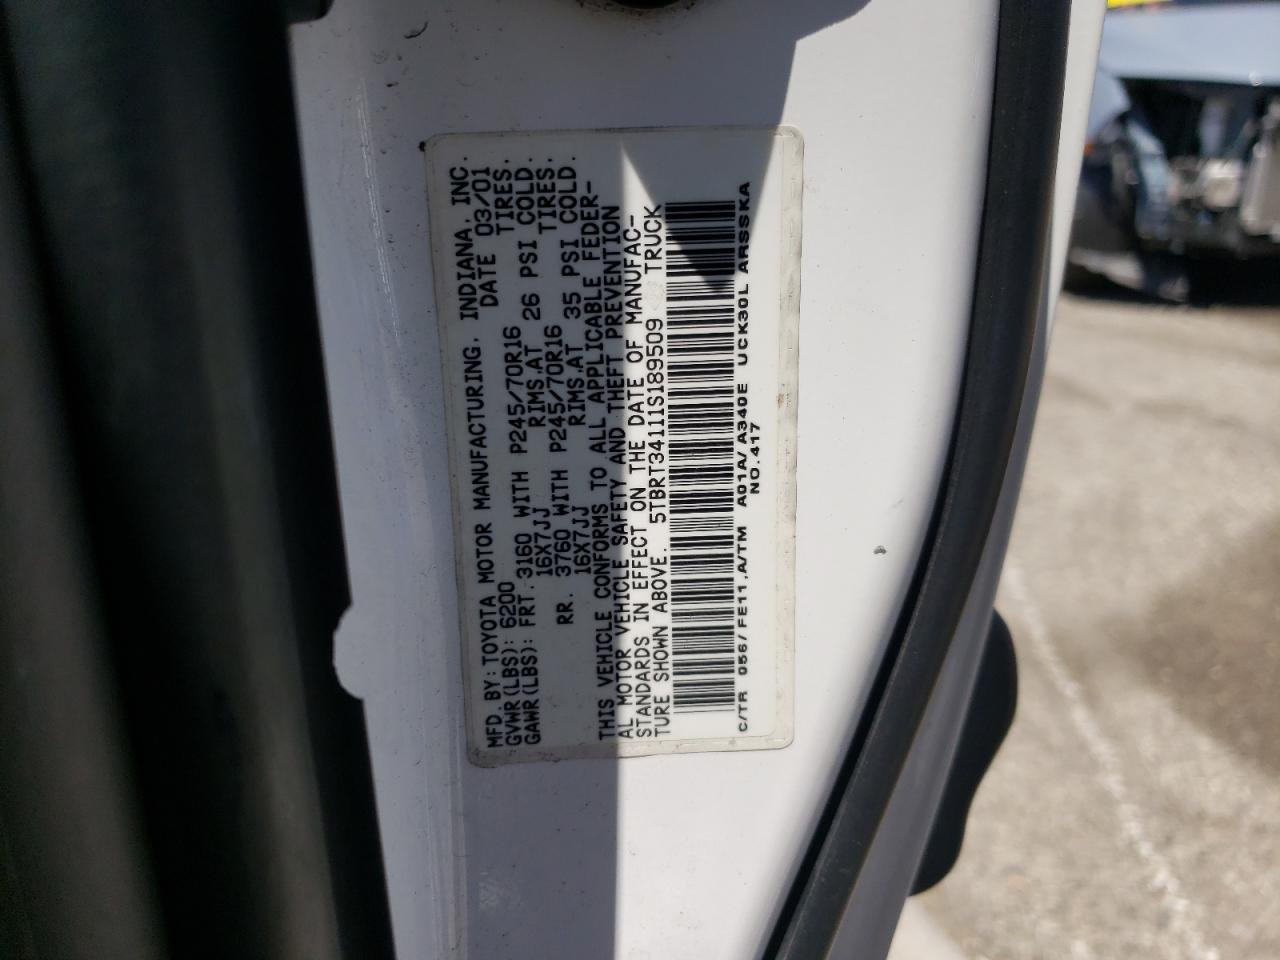 MFD. BY: TOYOTA MOTOR MANUFACTURING, INDIANA, INC.
GVWR(LBS): 6200 DATE 03/01
GAWR(LBS): FRT. 3160 WITH P245/70R16 TIRES.
16X7JJ RIMS.AT 26 PSI COLD.
RR. 3760 WITH P245/70R16 TIRES.
16X7JJ RIMS.AT 35 PSI COLD.
THIS VEHICLE CONFORMS TO ALL APPLICABLE FEDER-
AL MOTOR VEHICLE SAFETY AND THEFT PREVENTION
STANDARDS IN EFFECT ON THE DATE OF MANUFAC-
TURE SHOWN ABOVE. 5TBRT34111S189509 TRUCK
C/TR 056/FE11,A/TM A01A/A340E UCK30L ARSSKA
NO.417